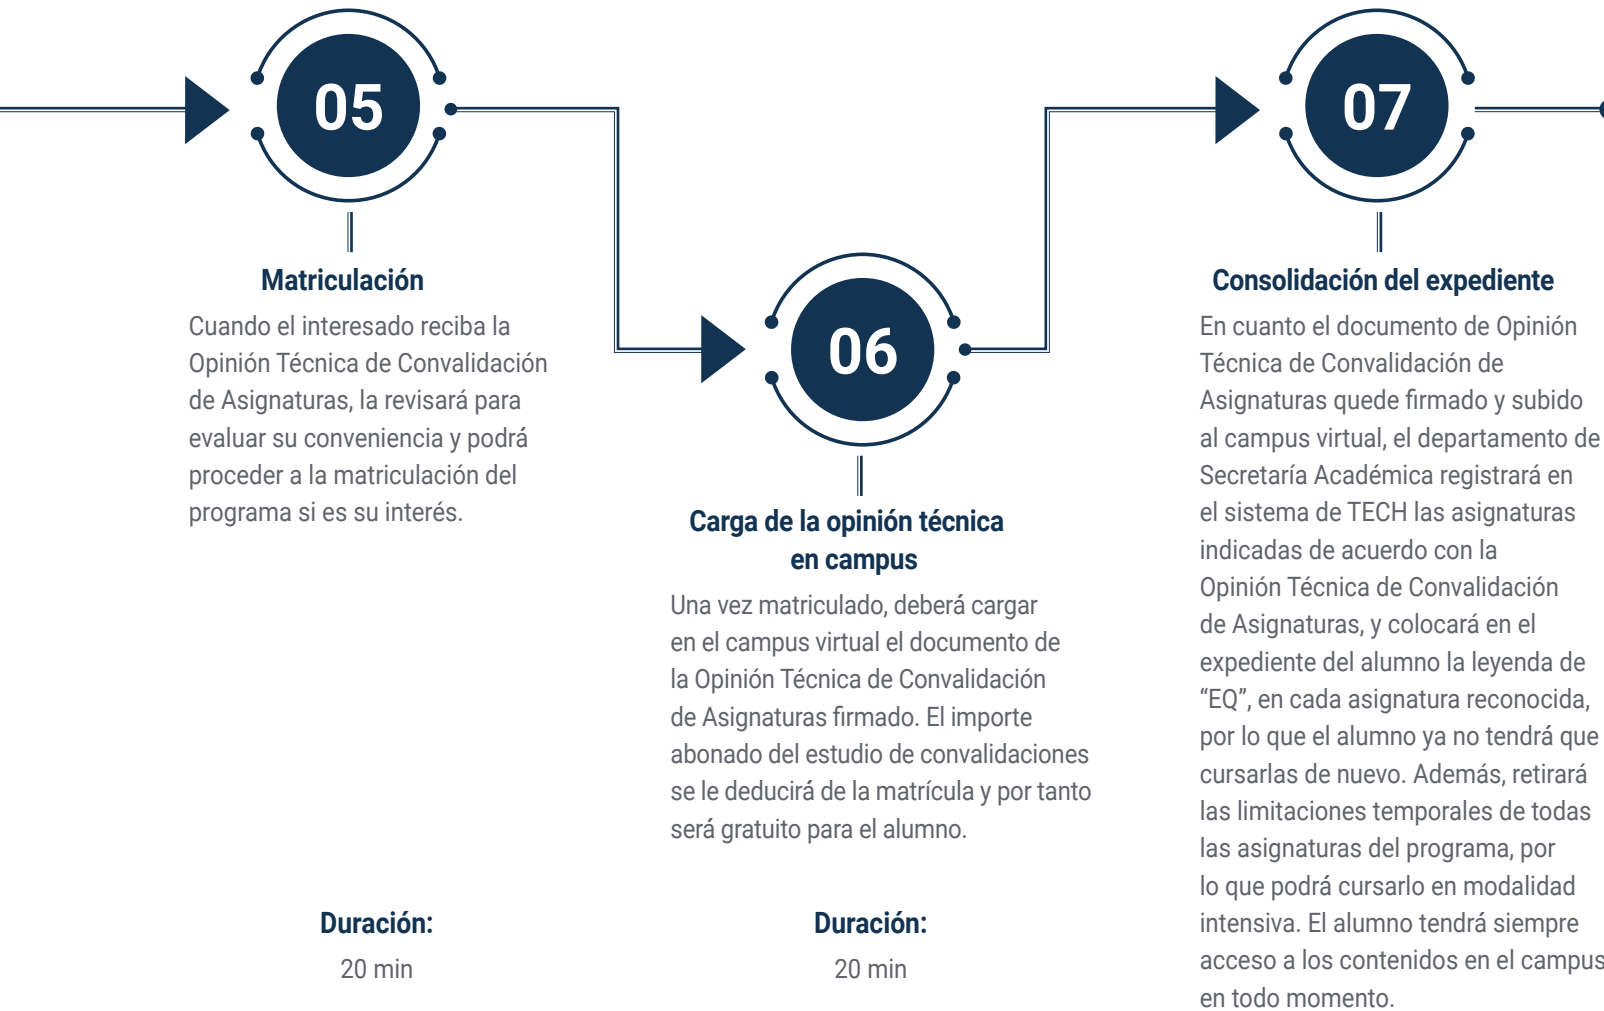 05
Matriculación
Cuando el interesado reciba la
Opinión Técnica de Convalidación
de Asignaturas, la revisará para
evaluar su conveniencia y podrá
proceder a la matriculación del
programa si es su interés.
Duración:
20 min
06
Carga de la opinión técnica
en campus
Una vez matriculado, deberá cargar
en el campus virtual el documento de
la Opinión Técnica de Convalidación
de Asignaturas firmado. El importe
abonado del estudio de convalidaciones
se le deducirá de la matrícula y por tanto
será gratuito para el alumno.
Duración:
20 min
07
Consolidación del expediente
En cuanto el documento de Opinión
Técnica de Convalidación de
Asignaturas quede firmado y subido
al campus virtual, el departamento de
Secretaría Académica registrará en
el sistema de TECH las asignaturas
indicadas de acuerdo con la
Opinión Técnica de Convalidación
de Asignaturas, y colocará en el
expediente del alumno la leyenda de
“EQ”, en cada asignatura reconocida,
por lo que el alumno ya no tendrá que
cursarlas de nuevo. Además, retirará
las limitaciones temporales de todas
las asignaturas del programa, por
lo que podrá cursarlo en modalidad
intensiva. El alumno tendrá siempre
acceso a los contenidos en el campus
en todo momento.